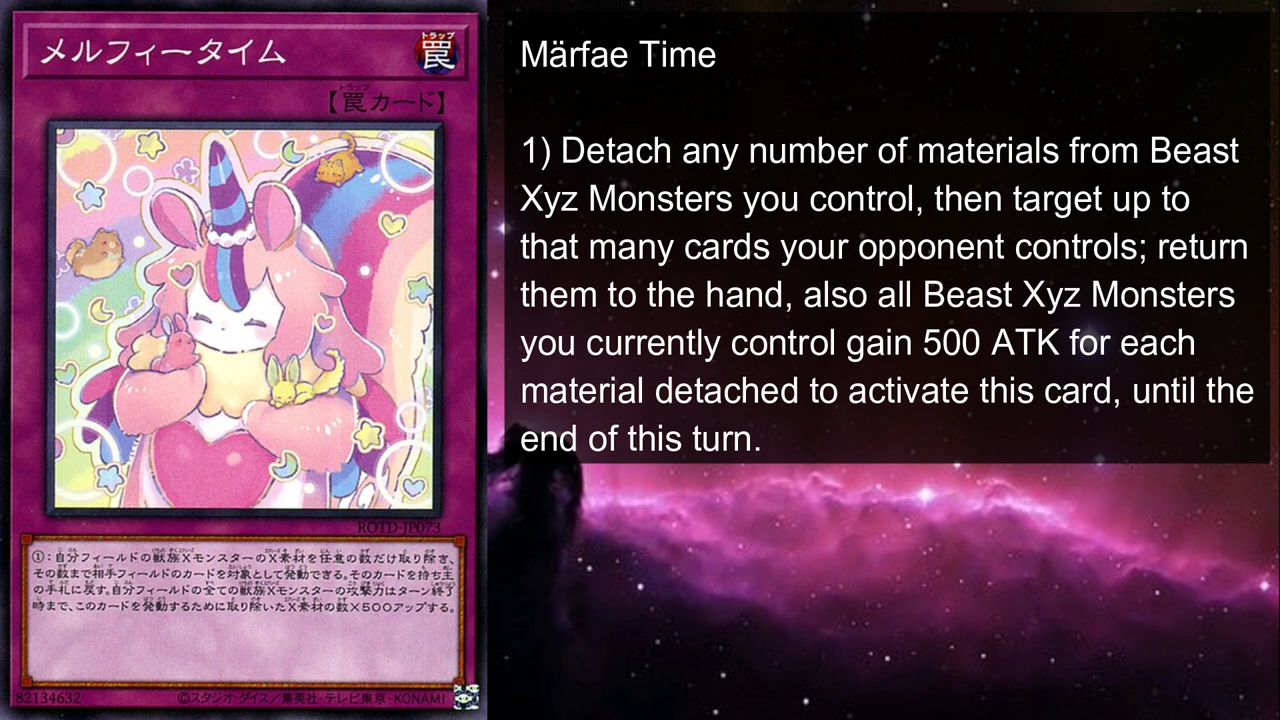 メルフィータイム
トラップ
罠
トラップ
【罠カード】
ROTD-JP073
①:自分フィールドの獣族Xモンスターの X素材を任意の数だけ取り除き、
その数まで相手フィールドのカードを対象として発動できる。そのカードを持ち主
の手札に戻す。自分フィールドの全ての獣族Xモンスターの攻撃力はターン終了
時まで、このカードを発動するために取り除いたX素材の数×500アップする。
82134632
©スタジオ・ダイス/集英社・テレビ東京・KONAMI
Märfae Time
1) Detach any number of materials from Beast
Xyz Monsters you control, then target up to
that many cards your opponent controls; return
them to the hand, also all Beast Xyz Monsters
you currently control gain 500 ATK for each
material detached to activate this card, until the
end of this turn.